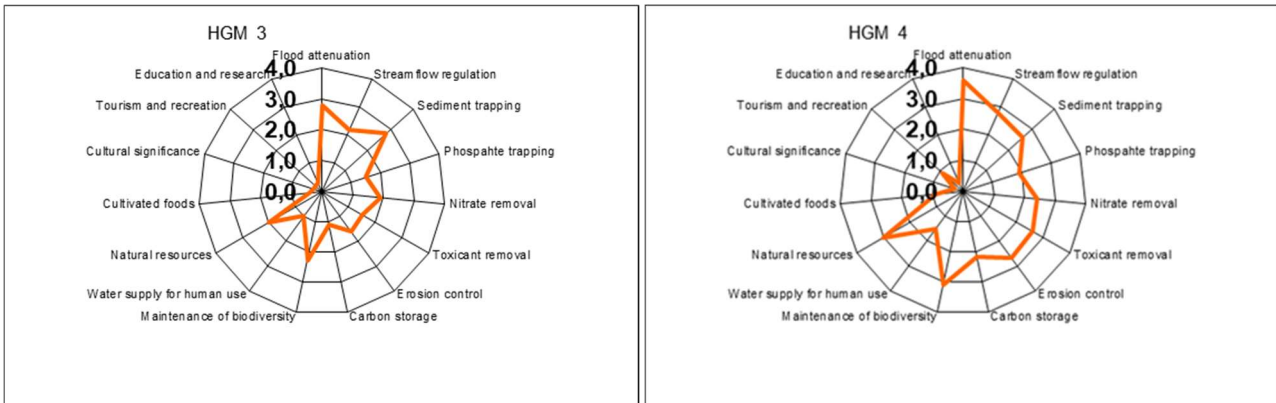 HGM 3
Flood attenuation
4,0
Education and research
Streamflow regulation
3,0
Tourism and recreation
Sediment trapping
2,0
Cultural significance
Phospahte trapping
1,0
0,0
Cultivated foods
Nitrate removal
Natural resources
Toxicant removal
Water supply for human use
Erosion control
Maintenance of biodiversity
Carbon storage
HGM 4
Flood attenuation
4,0
Education and research
Streamflow regulation
3,0
Tourism and recreation
Sediment trapping
2,0
Cultural significance
Phospahte trapping
1,0
0,0
Cultivated foods
Nitrate removal
Natural resources
Toxicant removal
Water supply for human use
Erosion control
Maintenance of biodiversity
Carbon storage